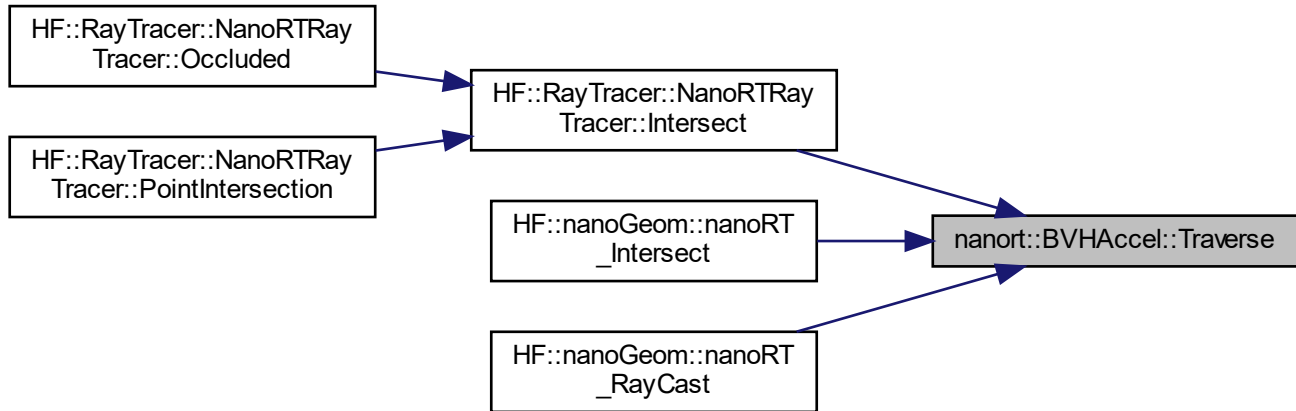 HF::RayTracer::NanoRTRay
Tracer::Occluded
HF::RayTracer::NanoRTRay
Tracer::PointIntersection
HF::RayTracer::NanoRTRay
Tracer::Intersect
HF::nanoGeom::nanoRT
_Intersect
HF::nanoGeom::nanoRT
_RayCast
nanort::BVHAccel::Traverse